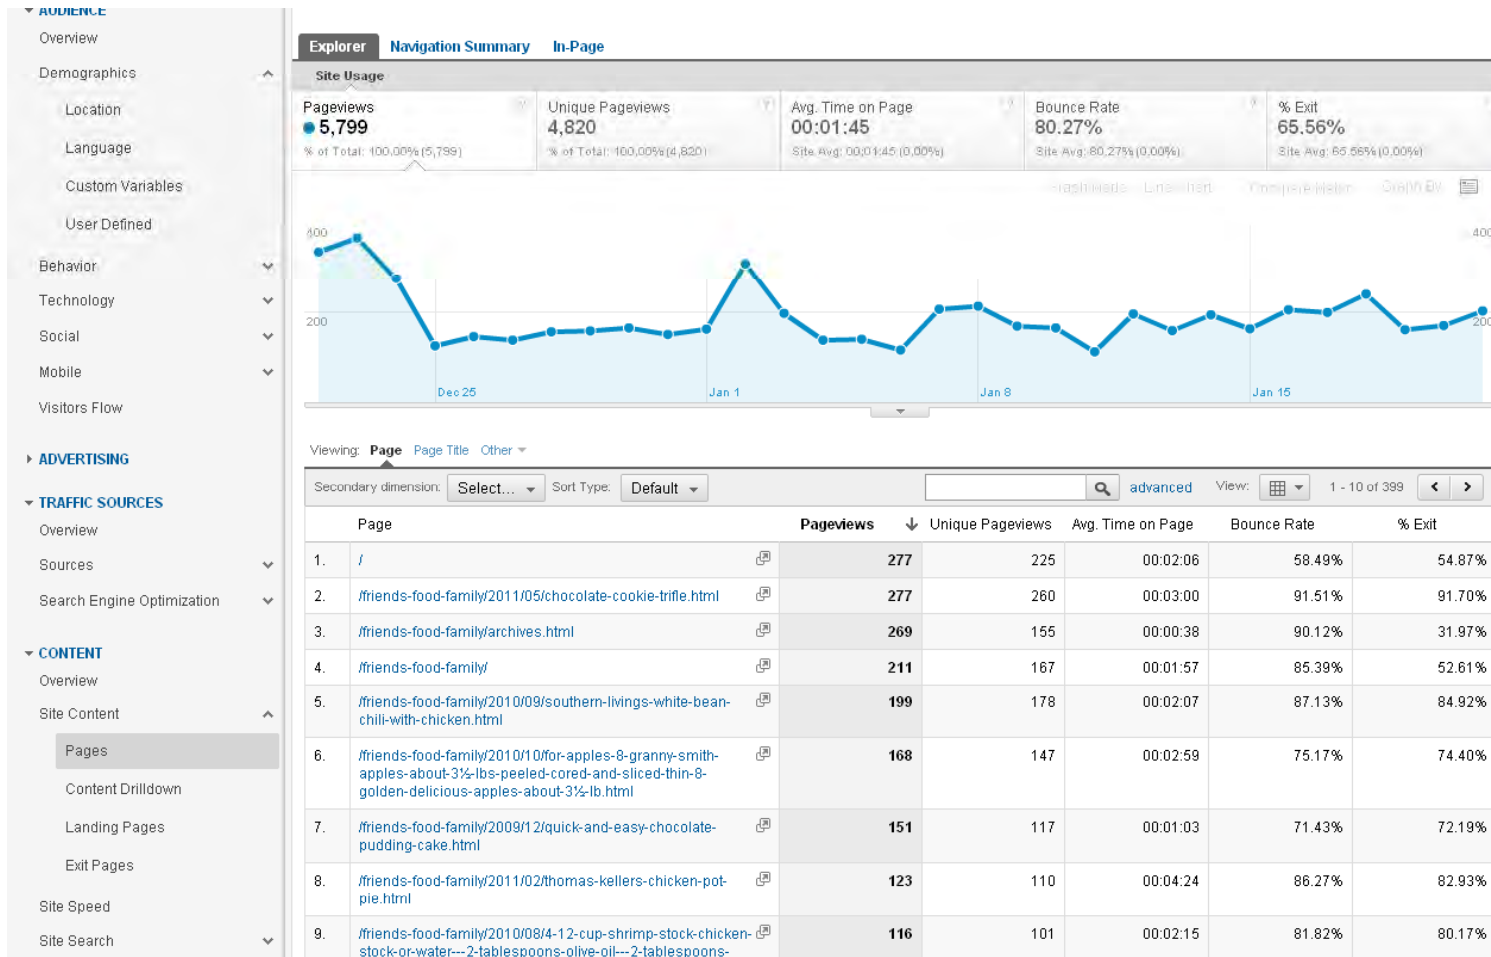 AUDIENCE
Overview
Demographics
Location
Language
Custom Variables
User Defined
Behavior
Technology
Social
Mobile
Visitors Flow
ADVERTISING
TRAFFIC SOURCES
Overview
Sources
Search Engine Optimization
CONTENT
Overview
Site Content
Pages
Content Drilldown
Landing Pages
Exit Pages
Site Speed
Site Search
Explorer Navigation Summary In-Page
Site Usage
Pageviews
5,799
% of Total: 100.00% (5,799)
Unique Pageviews
4,820
% of Total: 100.00% (4,820)
Avg. Time on Page
00:01:45
Site Avg: 00:01:45 (0.00%)
Bounce Rate
80.27%
Site Avg: 80.27% (0.00%)
% Exit
65.56%
Site Avg: 65.56% (0.00%)
Graph By
400 400
200 200
Dec 25 Jan 1 Jan 8 Jan 15
Viewing: Page Page Title Other
Secondary dimension: Select... Sort Type: Default advanced View: 1 - 10 of 399
Page Pageviews Unique Pageviews Avg. Time on Page Bounce Rate % Exit
1. / 277 225 00:02:06 58.49% 54.87%
2. /friends-food-family/2011/05/chocolate-cookie-trifle.html 277 260 00:03:00 91.51% 91.70%
3. /friends-food-family/archives.html 269 155 00:00:38 90.12% 31.97%
4. /friends-food-family/ 211 167 00:01:57 85.39% 52.61%
5. /friends-food-family/2010/09/southern-livings-white-bean- 199 178 00:02:07 87.13% 84.92%
chili-with-chicken.html
6. /friends-food-family/2010/10/for-apples-8-granny-smith- 168 147 00:02:59 75.17% 74.40%
apples-about-3½-lbs-peeled-cored-and-sliced-thin-8-
golden-delicious-apples-about-3½-lb.html
7. /friends-food-family/2009/12/quick-and-easy-chocolate- 151 117 00:01:03 71.43% 72.19%
pudding-cake.html
8. /friends-food-family/2011/02/thomas-kellers-chicken-pot- 123 110 00:04:24 86.27% 82.93%
pie.html
9. /friends-food-family/2010/08/4-12-cup-shrimp-stock-chicken- 116 101 00:02:15 81.82% 80.17%
stock-or-water---2-tablespoons-olive-oil---2-tablespoons-